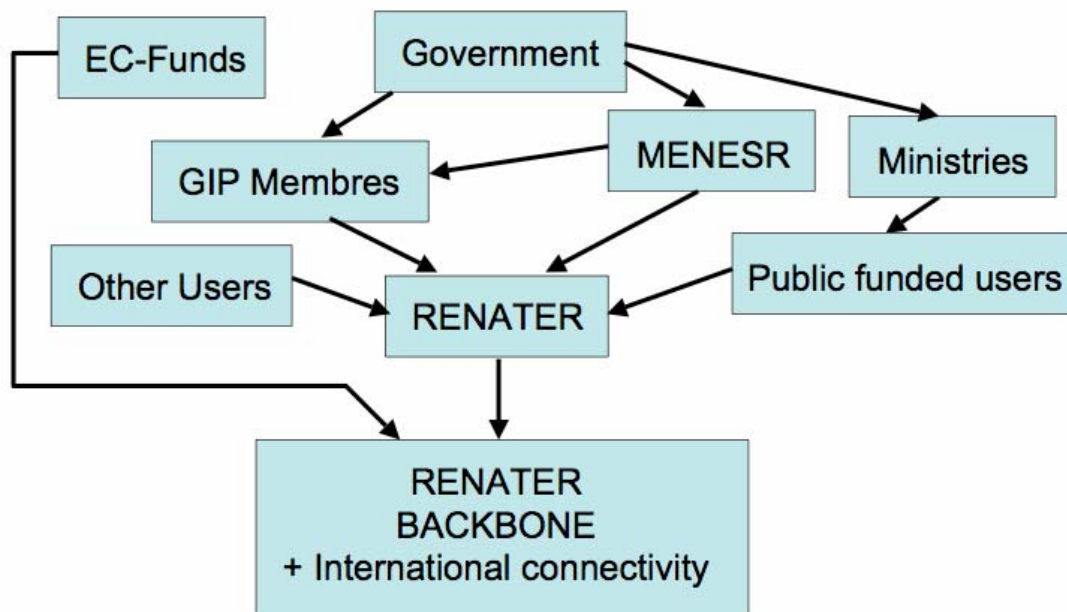 EC-Funds
Government
GIP Membres
MENESR
Ministries
Other Users
RENATER
Public funded users
RENATER
BACKBONE
+ International connectivity